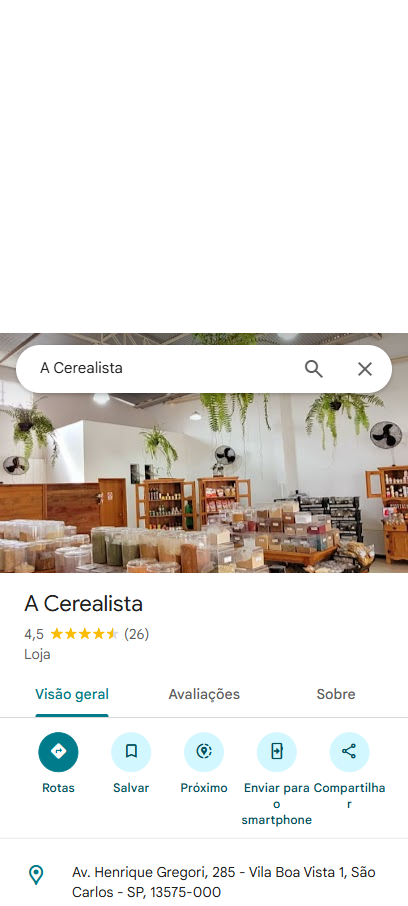 A Cerealista
A Cerealista
4,5 (26)
Loja
Visão geral Avaliações Sobre
Rotas Salvar Próximo Enviar para o smartphone Compartilhar
Av. Henrique Gregori, 285 - Vila Boa Vista 1, São
Carlos - SP, 13575-000